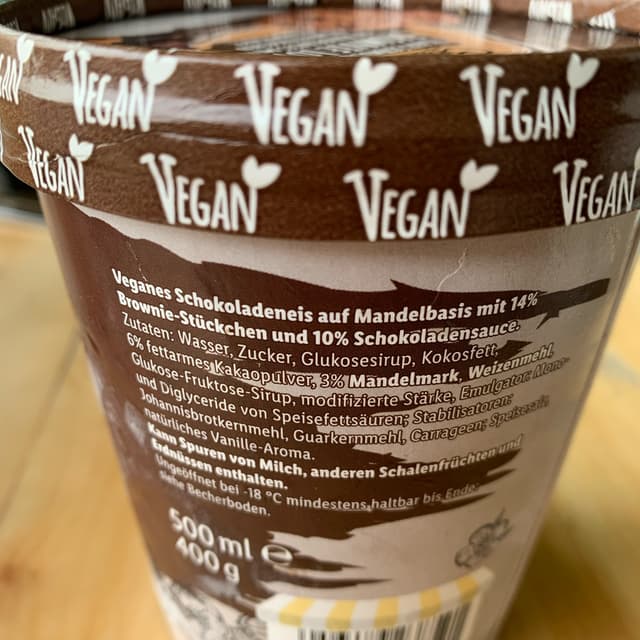 VEGAN VEGAN VEGAN
VEGAN VEGAN VEGAN VEGAN
Veganes Schokoladeneis auf Mandelbasis mit 14%
Brownie-Stückchen und 10% Schokoladensauce.
Zutaten: Wasser, Zucker, Glukosesirup, Kokosfett,
6% fettarmes Kakaopulver, 3% Mandelmark, Weizenmehl,
Glukose-Fruktose-Sirup, modifizierte Stärke, Emulgator: Mono-
und Diglyceride von Speisefettsäuren; Stabilisatoren:
Johannisbrotkernmehl, Guarkernmehl, Carrageen; Speisesalz,
natürliches Vanille-Aroma.
Kann Spuren von Milch, anderen Schalenfrüchten und
Erdnüssen enthalten.
Ungeöffnet bei -18 °C mindestens haltbar bis Ende:
siehe Becherboden.
500 ml ℮
400 g